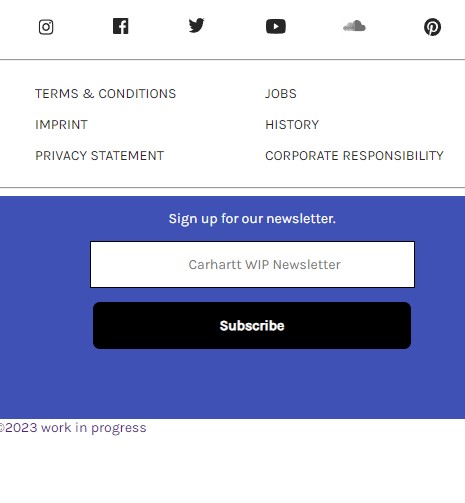 TERMS & CONDITIONS JOBS
IMPRINT HISTORY
PRIVACY STATEMENT CORPORATE RESPONSIBILITY
Sign up for our newsletter.
Carhartt WIP Newsletter
Subscribe
©2023 work in progress